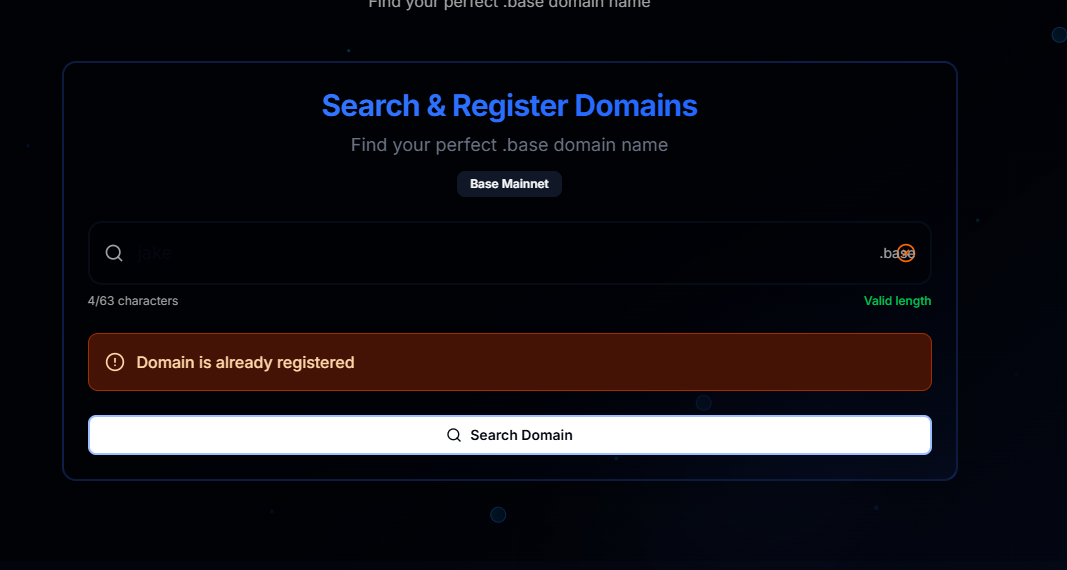 Find your perfect .base domain name
Search & Register Domains
Find your perfect .base domain name
Base Mainnet
jake
.base
4/63 characters
Valid length
Domain is already registered
Search Domain